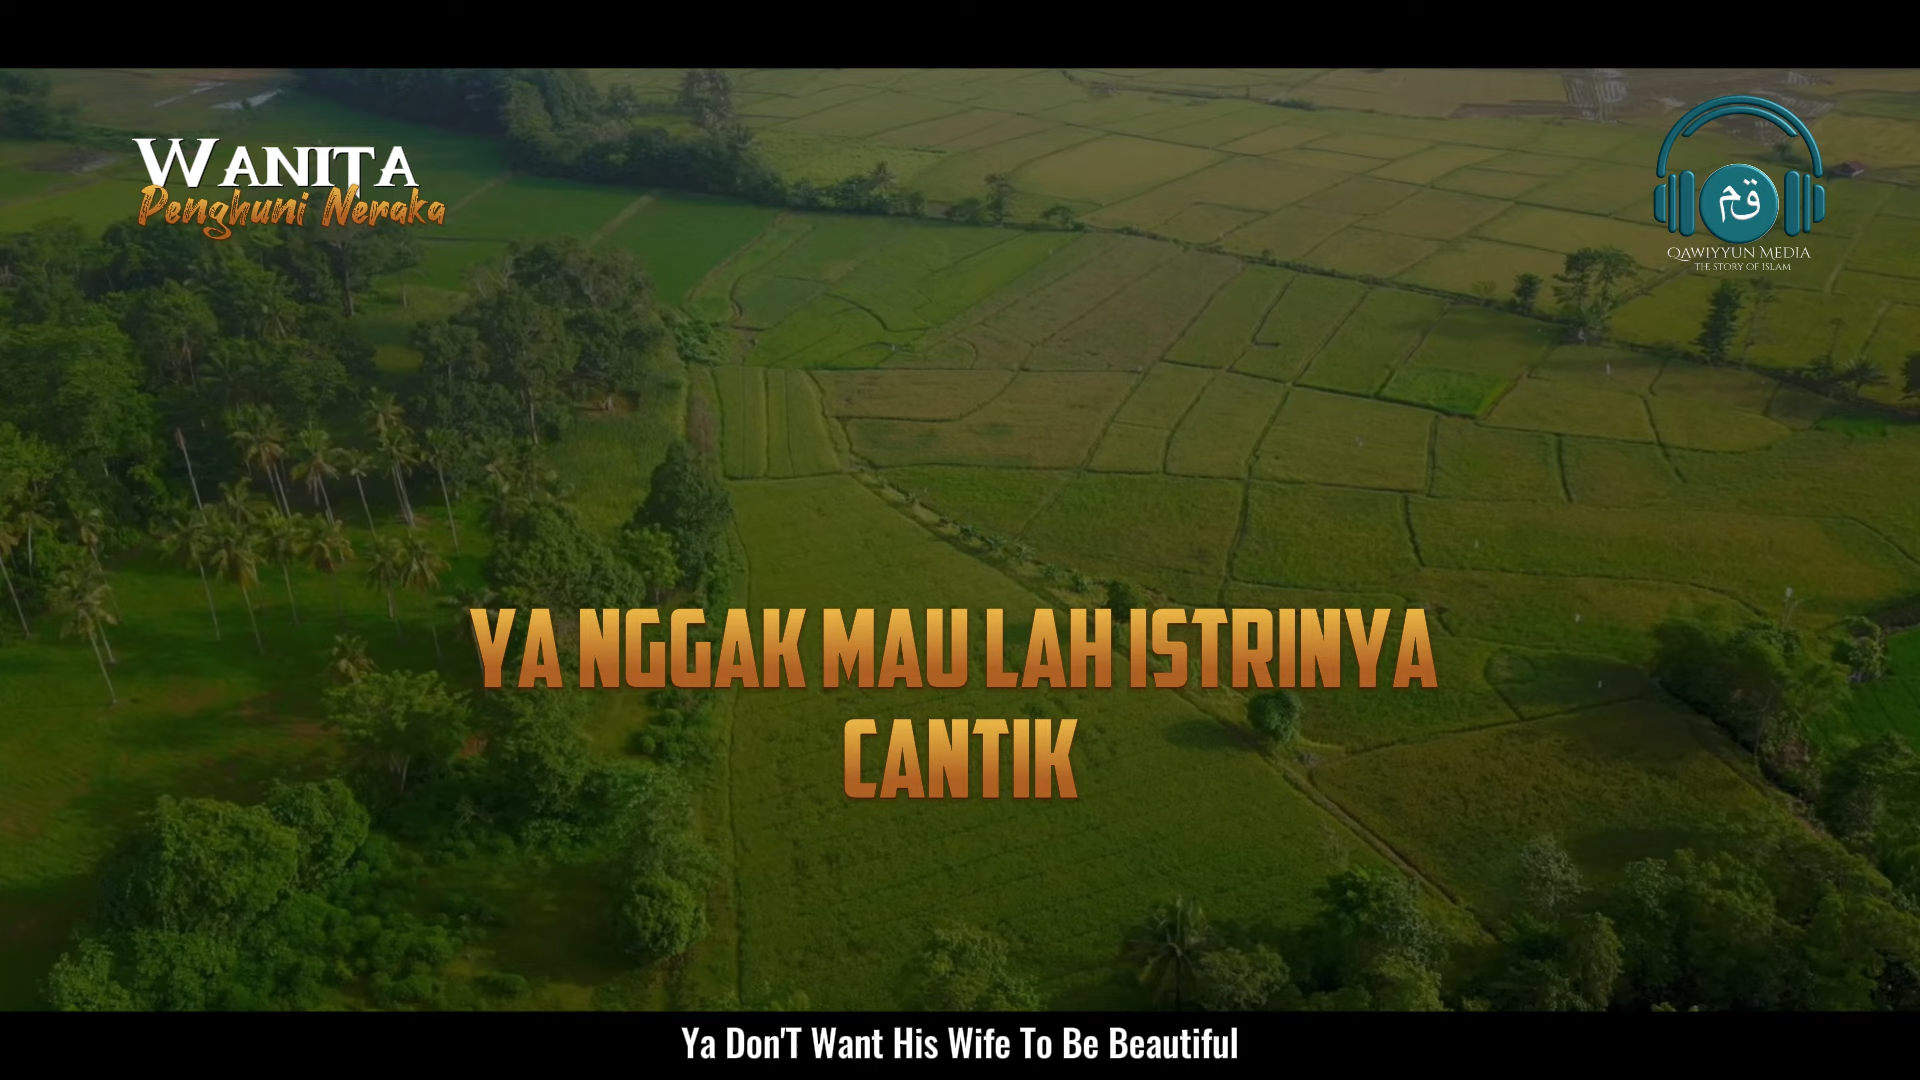 WANITA
Penghuni Neraka
قم
QAWIYYUN MEDIA
THE STORY OF ISLAM
YA NGGAK MAU LAH ISTRINYA
CANTIK
Ya Don'T Want His Wife To Be Beautiful